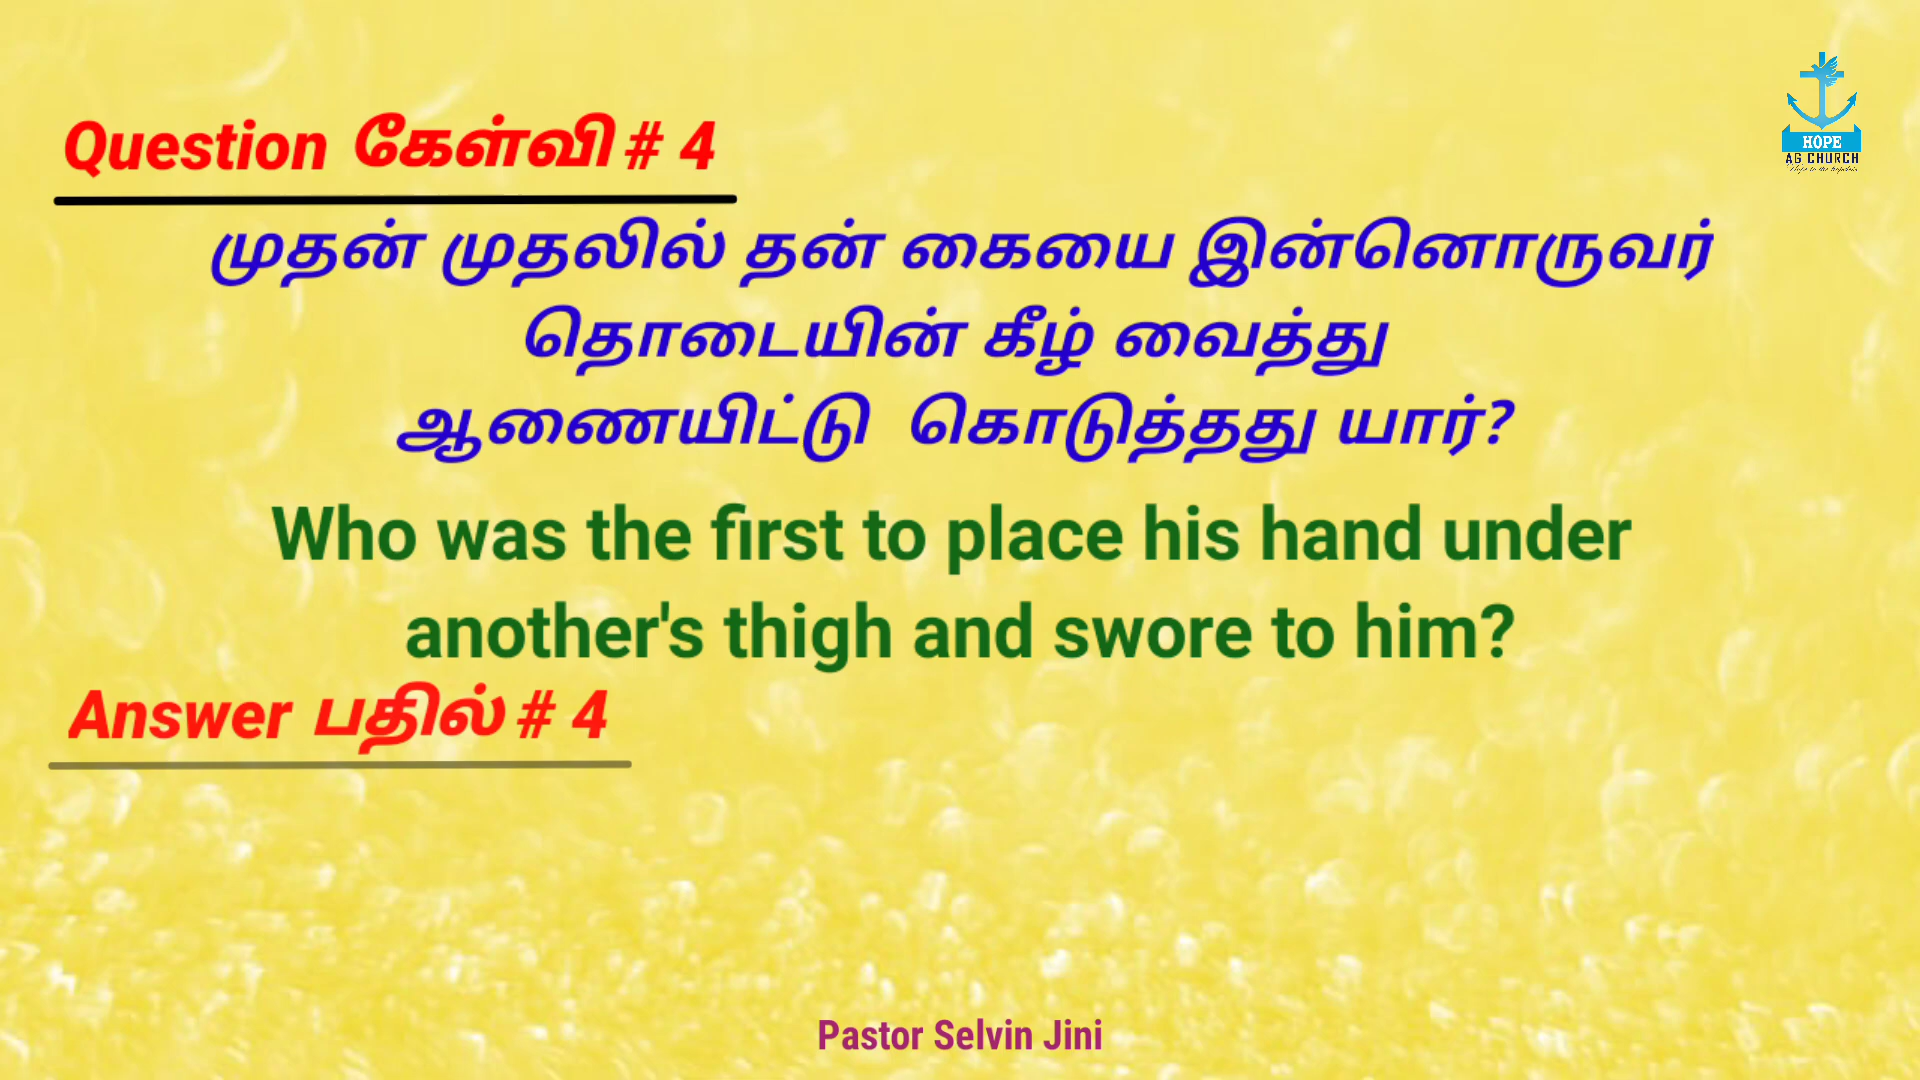 HOPE
AG CHURCH
Question கேள்வி # 4
முதன் முதலில் தன் கையை இன்னொருவர்
தொடையின் கீழ் வைத்து
ஆணையிட்டு கொடுத்தது யார்?
Who was the first to place his hand under
another's thigh and swore to him?
Answer பதில் # 4
Pastor Selvin Jini